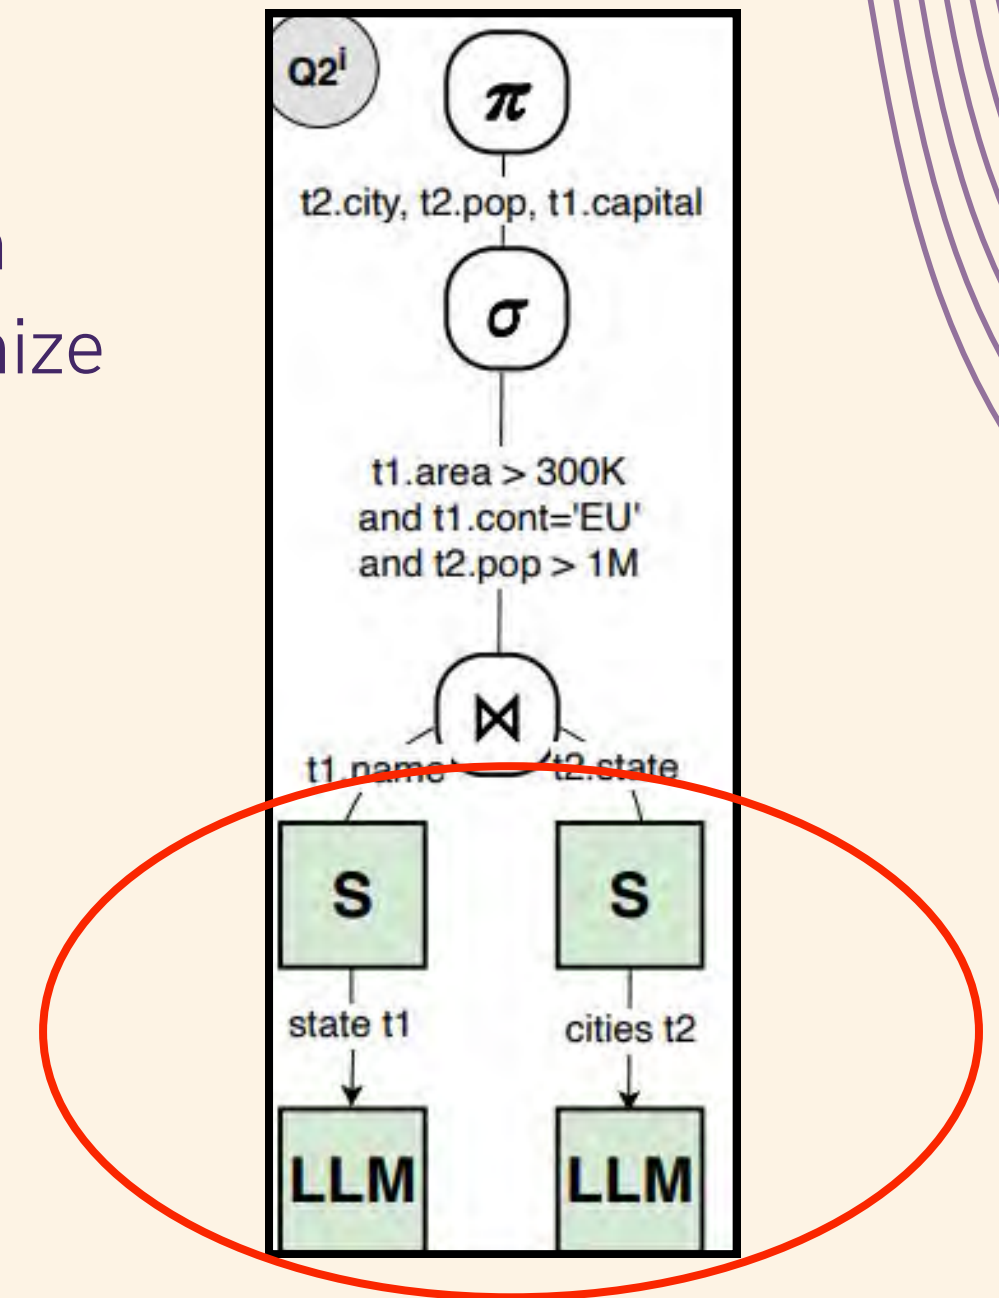 Q2i
π
t2.city, t2.pop, t1.capital
σ
t1.area > 300K
and t1.cont='EU'
and t2.pop > 1M
⋈
t1.name t2.state
S S
state t1 cities t2
LLM LLM